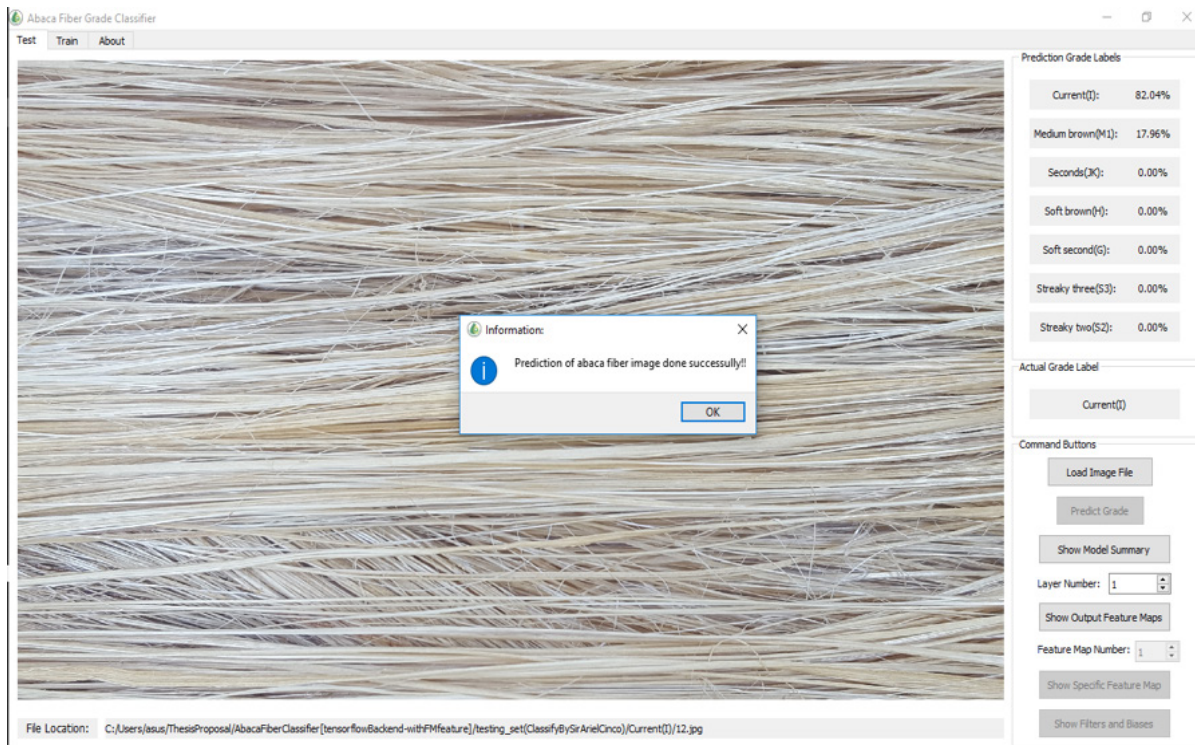 Abaca Fiber Grade Classifier
Test Train About
Prediction Grade Labels
Current(I): 82.04%
Medium brown(M1): 17.96%
Seconds(JK): 0.00%
Soft brown(H): 0.00%
Soft second(G): 0.00%
Streaky three(S3): 0.00%
Streaky two(S2): 0.00%
Information:
Prediction of abaca fiber image done successully!!
OK
Actual Grade Label
Current(I)
Command Buttons
Load Image File
Predict Grade
Show Model Summary
Layer Number: 1
Show Output Feature Maps
Feature Map Number: 1
Show Specific Feature Map
Show Filters and Biases
File Location: C:/Users/asus/ThesisProposal/AbacaFiberClassifier[tensorflowBackend-withFMfeature]/testing_set(ClassifyBySirArielCinco)/Current(I)/12.jpg